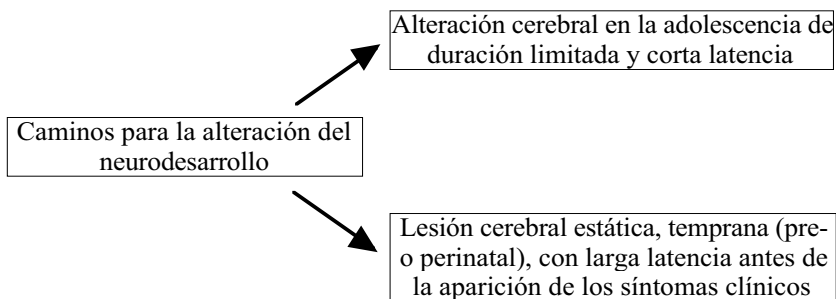 Alteración cerebral en la adolescencia de
duración limitada y corta latencia
Caminos para la alteración del
neurodesarrollo
Lesión cerebral estática, temprana (pre-
o perinatal), con larga latencia antes de
la aparición de los síntomas clínicos